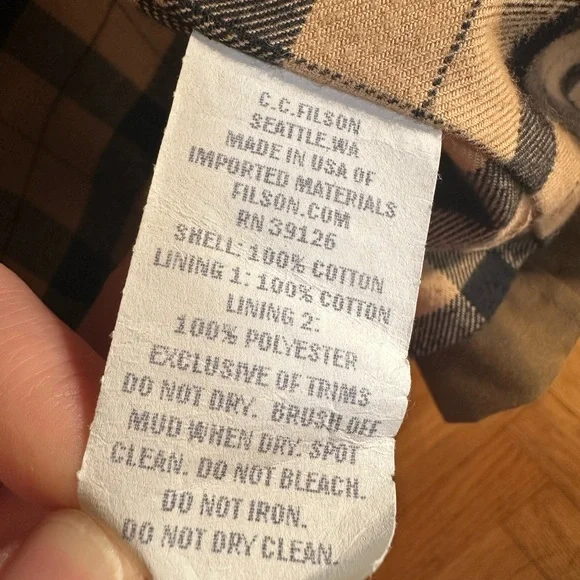 C.C.FILSON
SEATTLE,WA
MADE IN USA OF
IMPORTED MATERIALS
FILSON.COM
RN 39126
SHELL: 100% COTTON
LINING 1: 100% COTTON
LINING 2:
100% POLYESTER
EXCLUSIVE OF TRIMS
DO NOT DRY. BRUSH OFF
MUD WHEN DRY. SPOT
CLEAN. DO NOT BLEACH.
DO NOT IRON.
DO NOT DRY CLEAN.